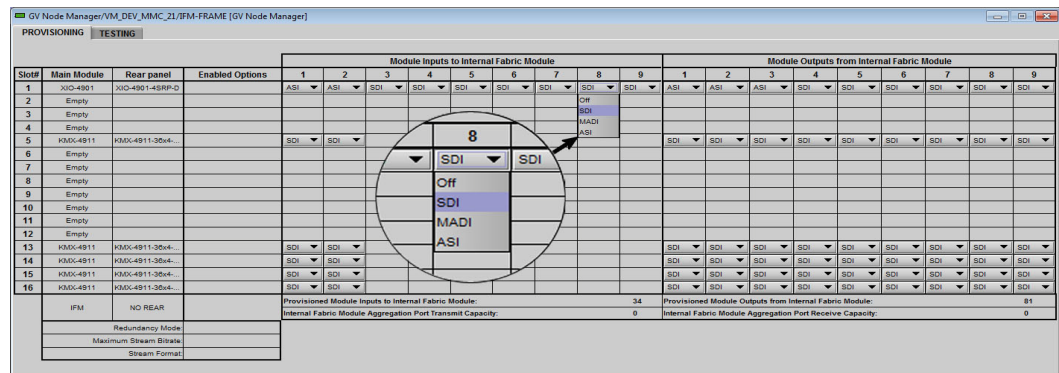 GV Node Manager/VM_DEV_MMC_21/IFM-FRAME [GV Node Manager]
PROVISIONING TESTING
Module Inputs to Internal Fabric Module Module Outputs from Internal Fabric Module
Slot# Main Module Rear panel Enabled Options 1 2 3 4 5 6 7 8 9 1 2 3 4 5 6 7 8 9
1 XIO-4901 XIO-4901-4SRP-D ASI ASI SDI SDI SDI SDI SDI SDI SDI ASI ASI SDI SDI SDI SDI SDI SDI SDI
2 Empty Off
3 Empty SDI
MADI
4 Empty ASI
5 KMX-4911 KMX-4911-36x4-... SDI SDI SDI SDI SDI SDI SDI SDI SDI SDI SDI
6 Empty
7 Empty
8 Empty
9 Empty
10 Empty
11 Empty
12 Empty
8
SDI SDI
Off
SDI
MADI
ASI
13 KMX-4911 KMX-4911-36x4-... SDI SDI SDI SDI SDI SDI SDI SDI SDI SDI SDI
14 KMX-4911 KMX-4911-36x4-... SDI SDI SDI SDI SDI SDI SDI SDI SDI SDI SDI
15 KMX-4911 KMX-4911-36x4-... SDI SDI SDI SDI SDI SDI SDI SDI SDI SDI SDI
16 KMX-4911 KMX-4911-36x4-... SDI SDI SDI SDI SDI SDI SDI SDI SDI SDI SDI
IFM NO REAR
Provisioned Module Inputs to Internal Fabric Module: 34 Provisioned Module Outputs from Internal Fabric Module: 81
Internal Fabric Module Aggregation Port Transmit Capacity: 0 Internal Fabric Module Aggregation Port Receive Capacity: 0
Redundancy Mode:
Maximum Stream Bitrate:
Stream Format: